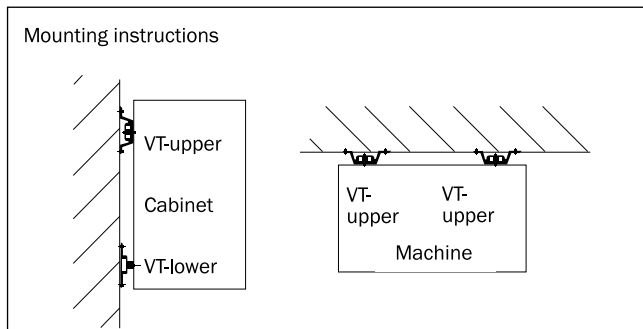 Mounting instructions
VT-upper
Cabinet
VT-lower
VT-
upper
VT-
upper
Machine